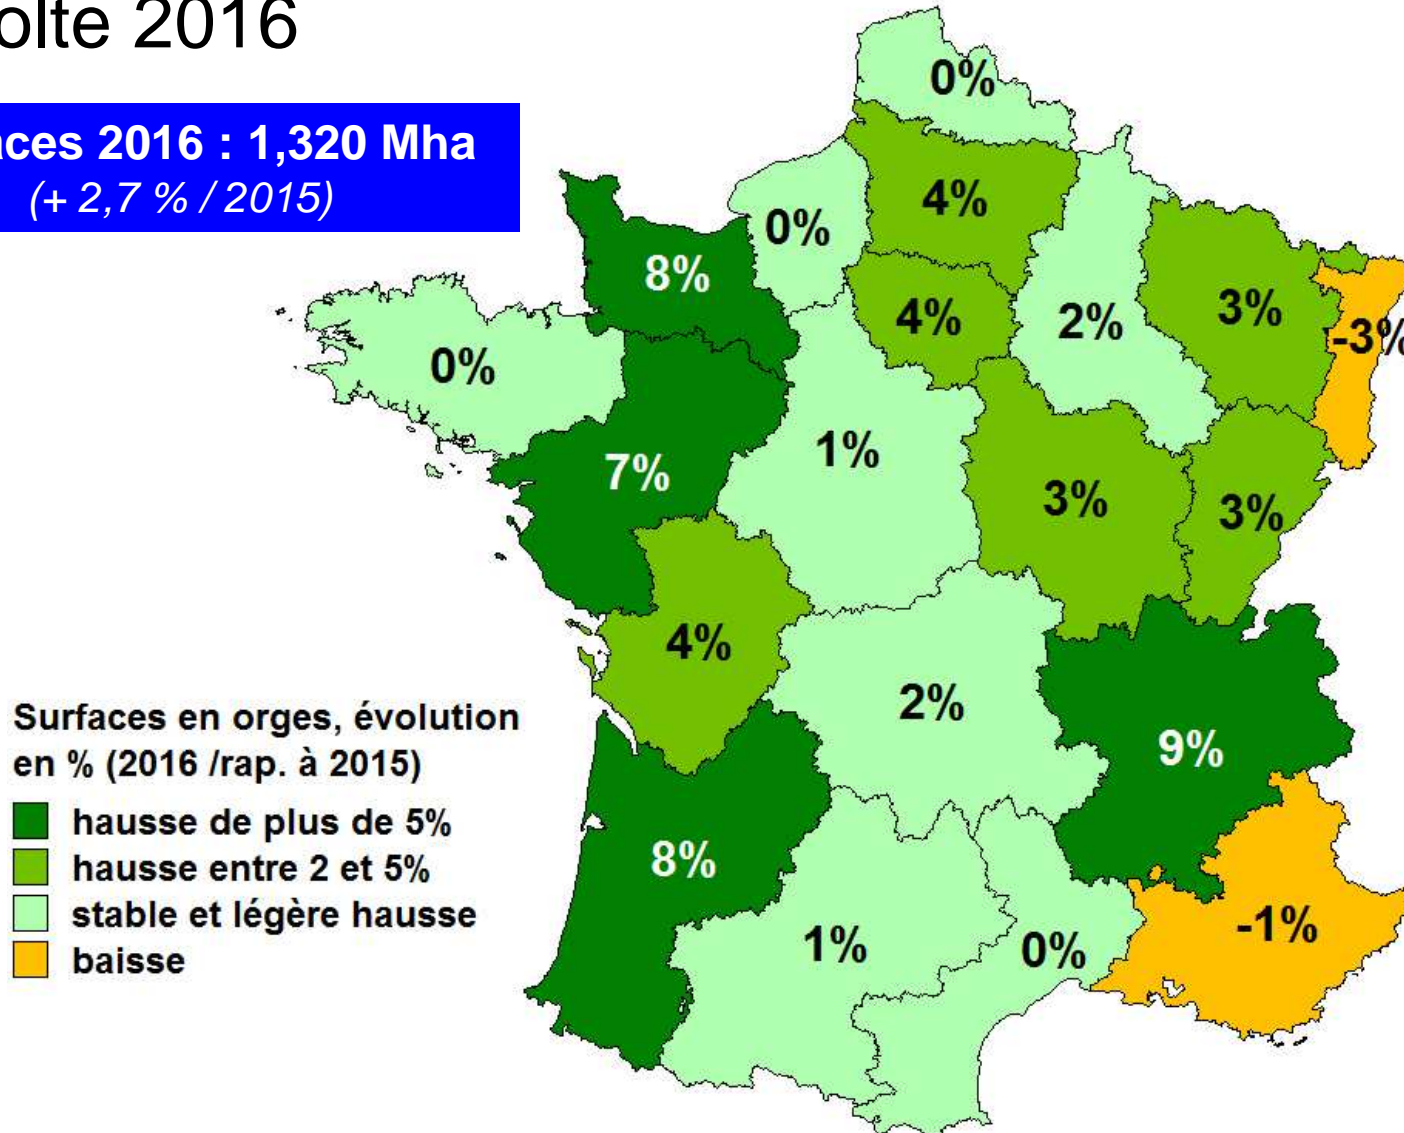 olte 2016
aces 2016 : 1,320 Mha
(+ 2,7 % / 2015)
0%
4%
0%
8%
4%
2%
3%
-3%
0%
1%
7%
3%
3%
4%
2%
9%
8%
1%
0%
-1%
Surfaces en orges, évolution
en % (2016 /rap. à 2015)
hausse de plus de 5%
hausse entre 2 et 5%
stable et légère hausse
baisse